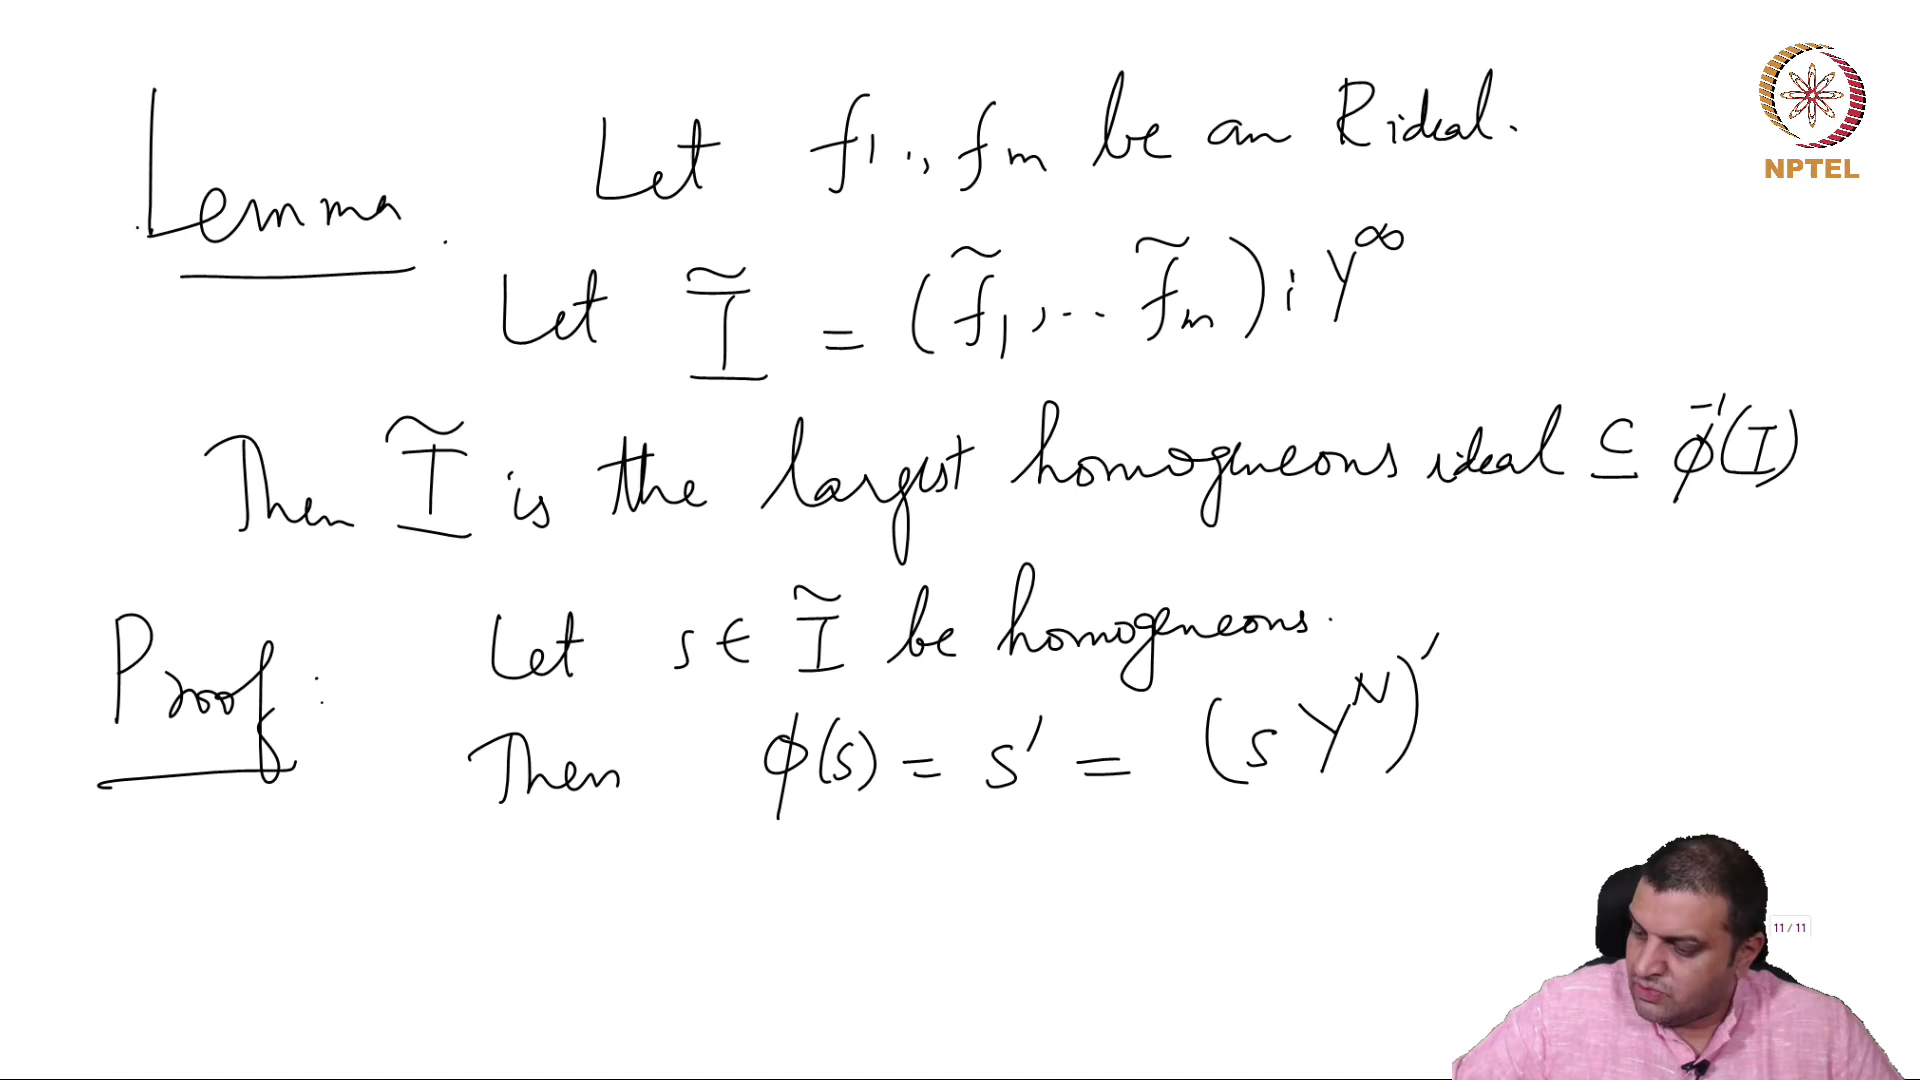 Lemma. Let f1, .., fm be an R ideal.
Let Ĩ = (f̃1, ... f̃m) : Y^∞
Then Ĩ is the largest homogeneous ideal ⊆ φ^-1(I)
Proof: Let s ∈ Ĩ be homogeneous.
Then φ(s) = s' = (s Y^N)'
NPTEL
11 / 11